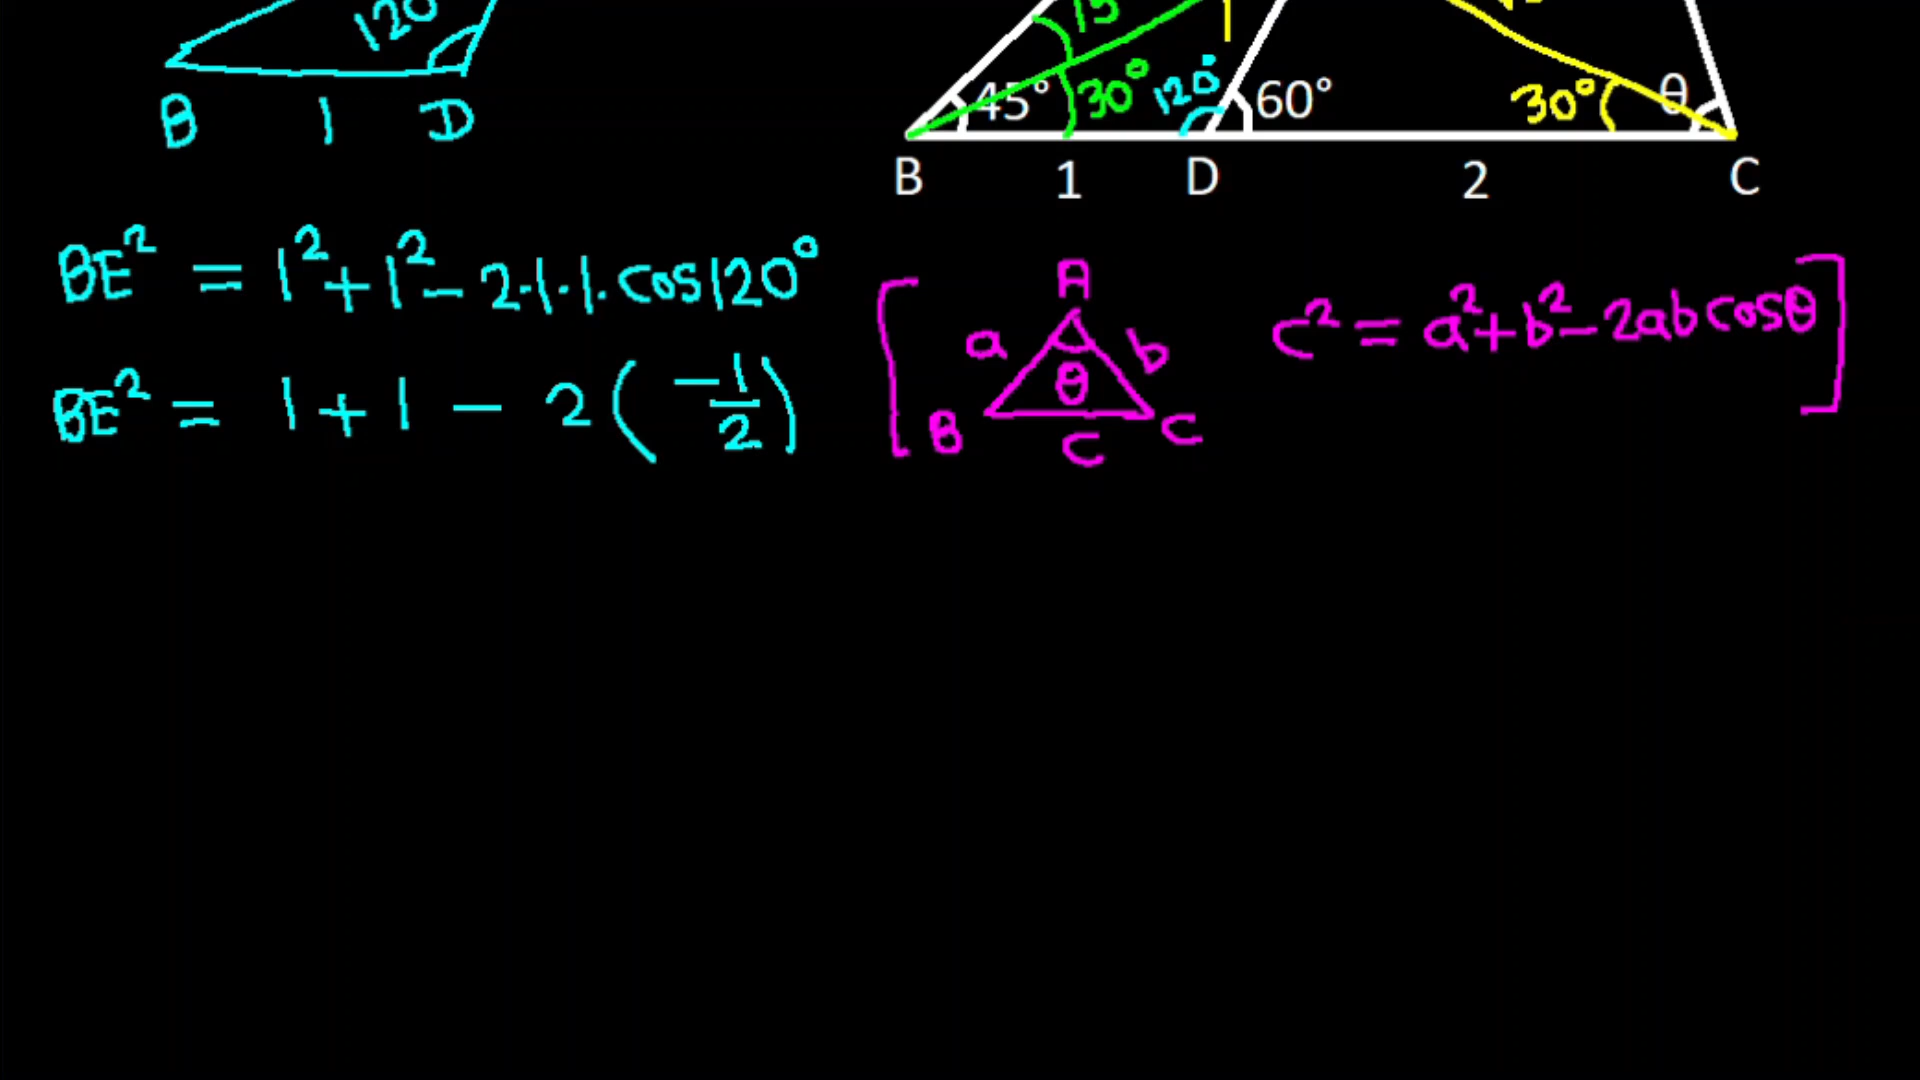 120
15
45° 30° 120° 60° 30° θ
B 1 D
B 1 D 2 C
BE² = 1² + 1² - 2·1·1·cos120°
A
a b
θ
B C
c
c² = a² + b² - 2ab cosθ
BE² = 1 + 1 - 2(-1/2)